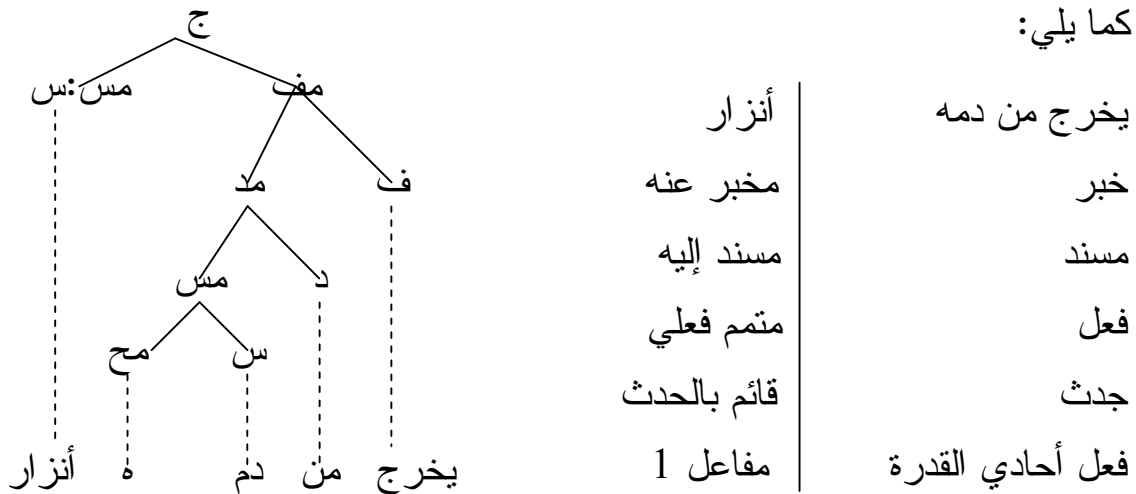 كما يلي:
يخرج من دمه أنزار
خبر مخبر عنه
مسند مسند إليه
فعل متمم فعلي
جدث قائم بالحدث
فعل أحادي القدرة مفاعل 1
ج
مف مس:س
ف مد
د مس
س مح
يخرج من دم ه أنزار